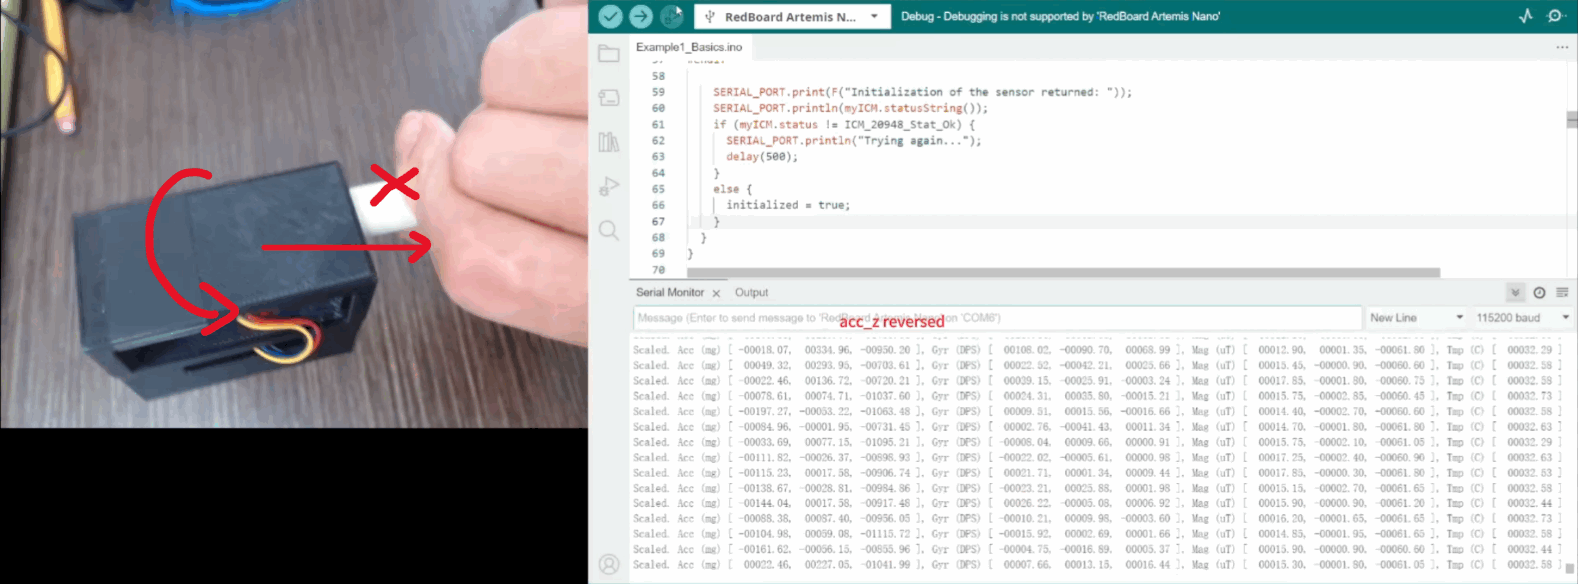 RedBoard Artemis N...
Debug - Debugging is not supported by 'RedBoard Artemis Nano'
Example1_Basics.ino
58
59 SERIAL_PORT.print(F("Initialization of the sensor returned: "));
60 SERIAL_PORT.println(myICM.statusString());
61 if (myICM.status != ICM_20948_Stat_Ok) {
62 SERIAL_PORT.println("Trying again...");
63 delay(500);
64 }
65 else {
66 initialized = true;
67 }
68 }
69 }
70
Serial Monitor Output
Message (Enter to send message to 'RedBoard Artemis Nano' on 'COM6')
acc_z reversed
New Line
115200 baud
Scaled. Acc (mg) [ -00018.07, 00334.96, -00950.20 ], Gyr (DPS) [ 00108.02, -00090.70, 00068.99 ], Mag (uT) [ 00012.90, 00001.35, -00061.80 ], Tmp (C) [ 00032.29 ]
Scaled. Acc (mg) [ 00049.32, 00293.95, -00703.61 ], Gyr (DPS) [ 00022.52, -00042.21, 00025.66 ], Mag (uT) [ 00015.45, -00000.90, -00060.60 ], Tmp (C) [ 00032.58 ]
Scaled. Acc (mg) [ -00022.46, 00136.72, -00720.21 ], Gyr (DPS) [ 00039.15, -00025.91, -00003.24 ], Mag (uT) [ 00017.85, -00001.80, -00060.75 ], Tmp (C) [ 00032.58 ]
Scaled. Acc (mg) [ -00078.61, 00074.71, -01037.60 ], Gyr (DPS) [ 00024.31, 00035.80, -00015.21 ], Mag (uT) [ 00015.75, -00002.85, -00060.45 ], Tmp (C) [ 00032.73 ]
Scaled. Acc (mg) [ -00197.27, -00053.22, -01063.48 ], Gyr (DPS) [ 00009.51, 00015.56, -00016.66 ], Mag (uT) [ 00014.40, -00002.70, -00060.60 ], Tmp (C) [ 00032.58 ]
Scaled. Acc (mg) [ -00084.96, -00001.95, -00731.45 ], Gyr (DPS) [ 00002.76, -00041.43, 00011.34 ], Mag (uT) [ 00014.70, -00001.80, -00061.80 ], Tmp (C) [ 00032.63 ]
Scaled. Acc (mg) [ -00033.69, 00077.15, -01095.21 ], Gyr (DPS) [ -00008.04, 00009.66, 00000.91 ], Mag (uT) [ 00015.75, -00002.10, -00061.05 ], Tmp (C) [ 00032.29 ]
Scaled. Acc (mg) [ -00111.82, -00026.37, -00898.93 ], Gyr (DPS) [ -00022.02, -00005.61, 00000.98 ], Mag (uT) [ 00017.25, -00002.40, -00060.90 ], Tmp (C) [ 00032.63 ]
Scaled. Acc (mg) [ -00115.23, 00017.58, -00906.74 ], Gyr (DPS) [ 00021.71, 00001.34, 00009.44 ], Mag (uT) [ 00017.85, -00000.30, -00061.80 ], Tmp (C) [ 00032.53 ]
Scaled. Acc (mg) [ -00138.67, -00028.81, -00984.86 ], Gyr (DPS) [ -00023.21, 00025.88, 00001.98 ], Mag (uT) [ 00015.15, -00002.70, -00061.65 ], Tmp (C) [ 00032.58 ]
Scaled. Acc (mg) [ -00144.04, 00017.58, -00917.48 ], Gyr (DPS) [ 00026.22, -00005.08, 00006.92 ], Mag (uT) [ 00015.90, -00000.90, -00061.20 ], Tmp (C) [ 00032.44 ]
Scaled. Acc (mg) [ -00088.38, 00087.40, -00956.05 ], Gyr (DPS) [ -00010.21, 00009.98, -00003.60 ], Mag (uT) [ 00016.20, -00001.65, -00061.65 ], Tmp (C) [ 00032.73 ]
Scaled. Acc (mg) [ -00104.98, 00059.08, -01115.72 ], Gyr (DPS) [ -00015.92, 00002.69, 00001.66 ], Mag (uT) [ 00014.85, -00001.95, -00061.65 ], Tmp (C) [ 00032.58 ]
Scaled. Acc (mg) [ -00161.62, -00056.15, -00855.96 ], Gyr (DPS) [ -00004.75, -00016.89, 00005.37 ], Mag (uT) [ 00015.90, -00000.90, -00060.60 ], Tmp (C) [ 00032.44 ]
Scaled. Acc (mg) [ 00022.46, 00227.05, -01041.99 ], Gyr (DPS) [ 00007.66, 00013.15, 00016.44 ], Mag (uT) [ 00015.30, -00001.80, -00061.05 ], Tmp (C) [ 00032.58 ]